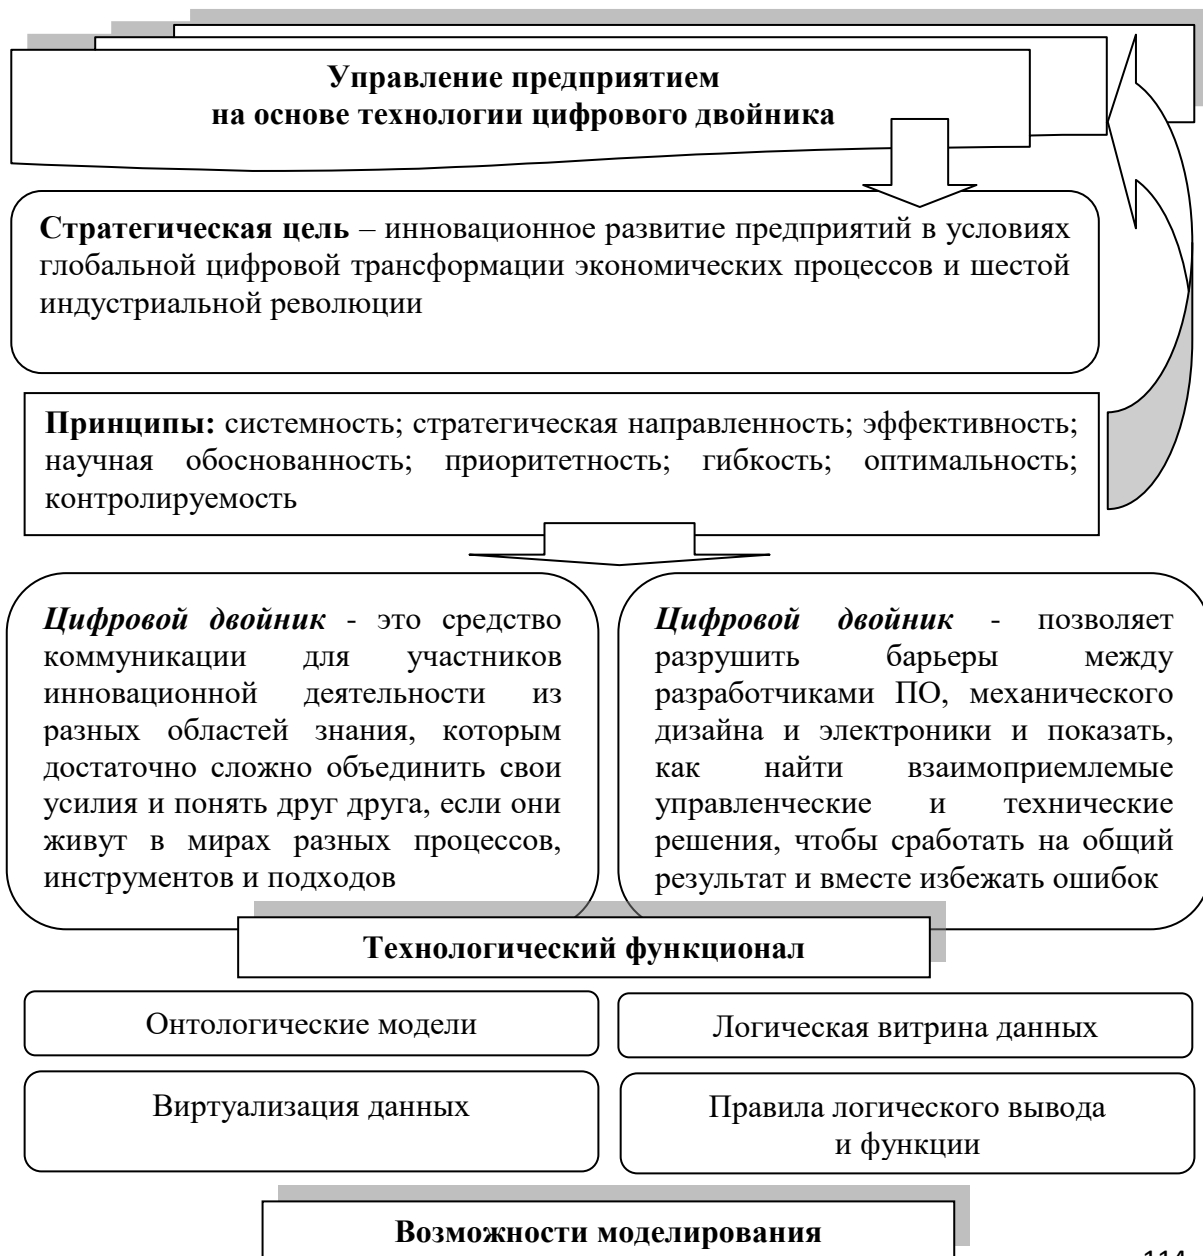 Управление предприятием
на основе технологии цифрового двойника
Стратегическая цель – инновационное развитие предприятий в условиях
глобальной цифровой трансформации экономических процессов и шестой
индустриальной революции
Принципы: системность; стратегическая направленность; эффективность;
научная обоснованность; приоритетность; гибкость; оптимальность;
контролируемость
Цифровой двойник - это средство
коммуникации для участников
инновационной деятельности из
разных областей знания, которым
достаточно сложно объединить свои
усилия и понять друг друга, если они
живут в мирах разных процессов,
инструментов и подходов
Цифровой двойник - позволяет
разрушить барьеры между
разработчиками ПО, механического
дизайна и электроники и показать,
как найти взаимоприемлемые
управленческие и технические
решения, чтобы сработать на общий
результат и вместе избежать ошибок
Технологический функционал
Онтологические модели
Логическая витрина данных
Виртуализация данных
Правила логического вывода
и функции
Возможности моделирования